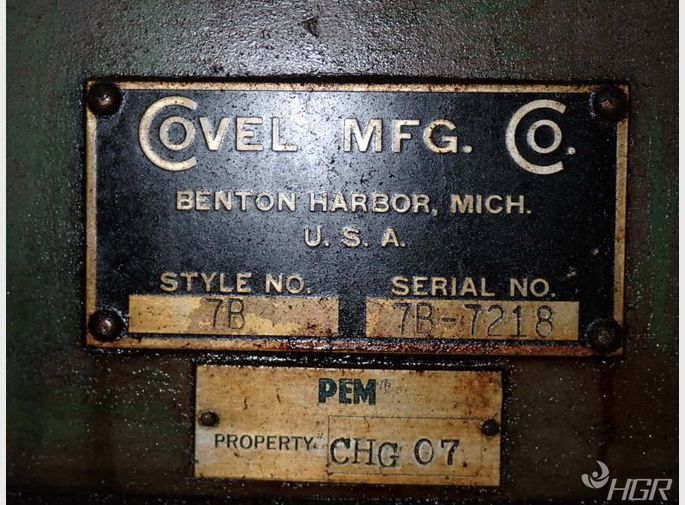 COVEL MFG. CO.
BENTON HARBOR, MICH.
U. S. A.
STYLE NO. SERIAL NO.
7B 7B-7218
PEM®
PROPERTY# CHG 07
HGR